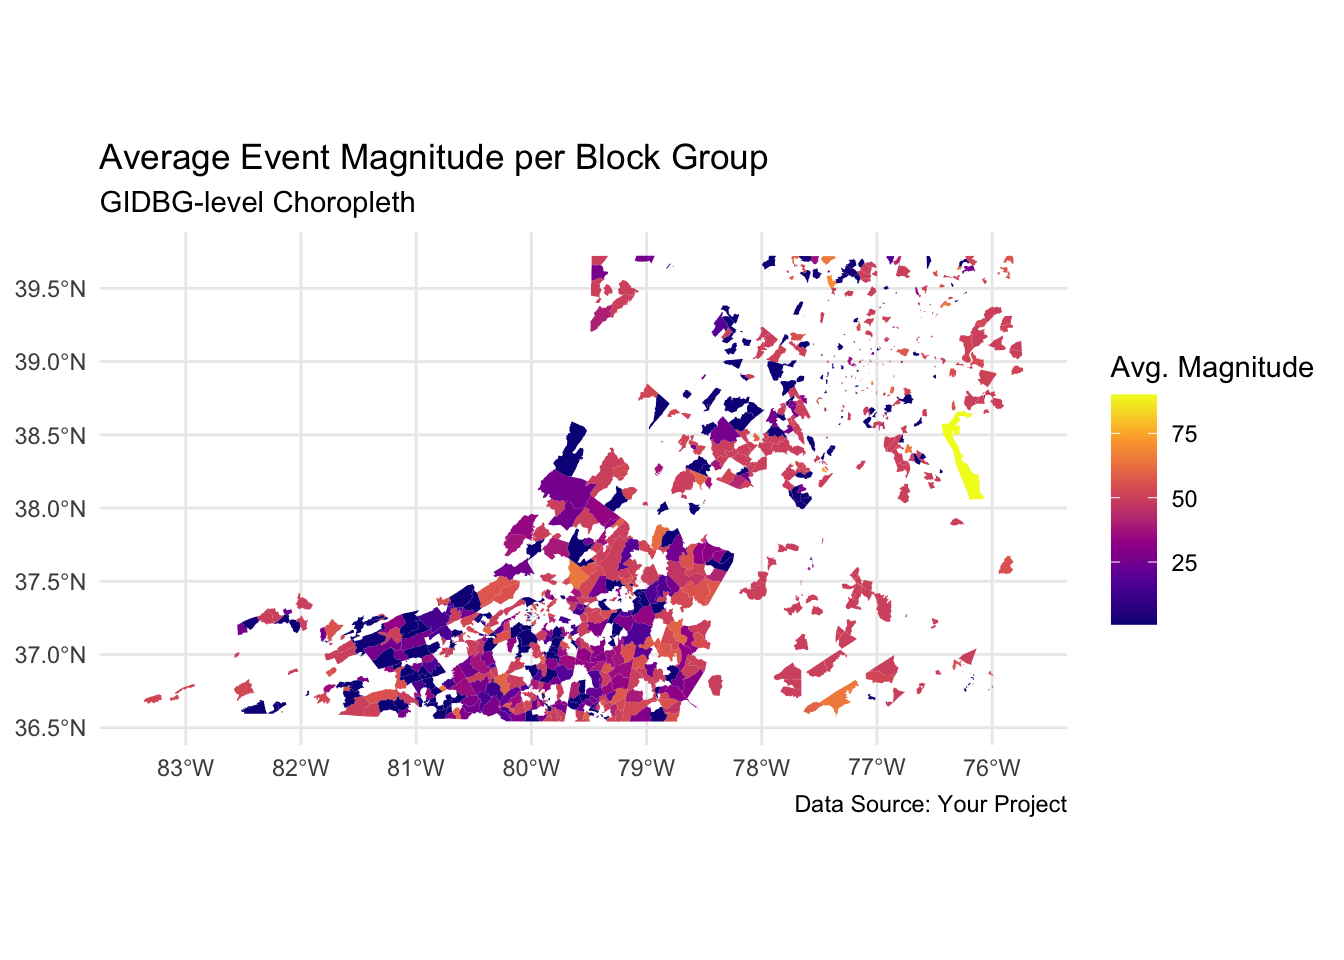 Average Event Magnitude per Block Group
GIDBG-level Choropleth
39.5°N
39.0°N
38.5°N
38.0°N
37.5°N
37.0°N
36.5°N
83°W 82°W 81°W 80°W 79°W 78°W 77°W 76°W
Avg. Magnitude
75
50
25
Data Source: Your Project